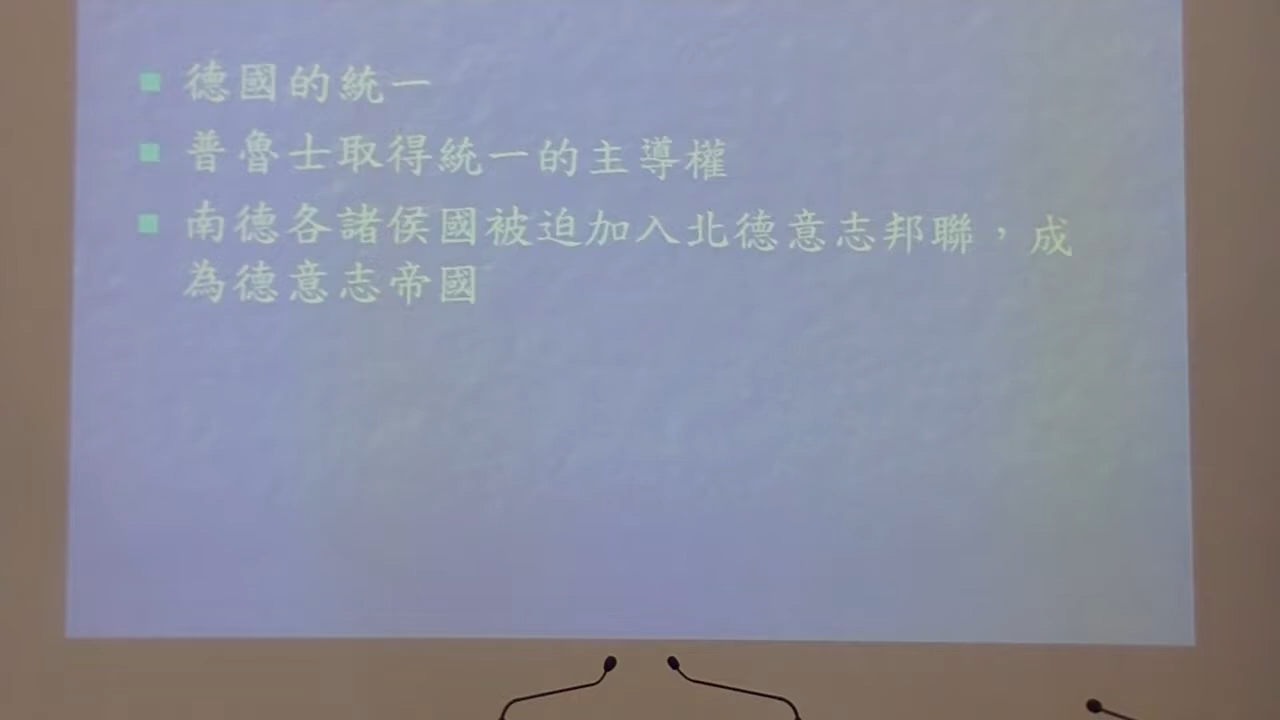 德國的統一
普魯士取得統一的主導權
南德各諸侯國被迫加入北德意志邦聯，成
為德意志帝國